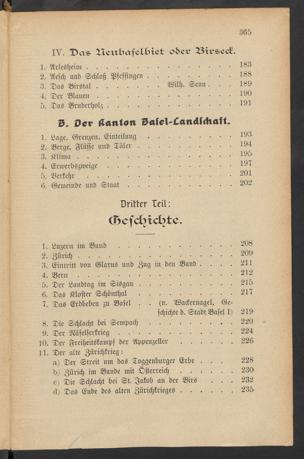 365
IV. Das Neubaselbiet oder Birseck.
1. Arlesheim . . . . . . . . . . 183
2. Aesch und Schloß Pfeffingen . . . . . . 188
3. Das Birstal . . . . . . Wilh. Senn . . 189
4. Der Blauen . . . . . . . . . . 190
5. Das Bruderholz . . . . . . . . . 191
B. Der Kanton Basel-Landschaft.
1. Lage, Grenzen, Einteilung . . . . . . . 193
2. Berge, Flüsse und Täler . . . . . . . 194
3. Klima . . . . . . . . . . . 195
4. Erwerbszweige . . . . . . . . . 197
5. Verkehr . . . . . . . . . . . 201
6. Gemeinde und Staat . . . . . . . . 202
Dritter Teil:
Geschichte.
1. Luzern im Bund . . . . . . . . . 208
2. Zürich . . . . . . . . . . . 209
3. Eintritt von Glarus und Zug in den Bund . . . . 211
4. Bern . . . . . . . . . . . . 212
5. Der Landtag im Sisgau . . . . . . . 215
6. Das Kloster Schönthal . . . . . . . . 217
7. Das Erdbeben zu Basel . . (n. Wackernagel, Ge-
schichte d. Stadt Basel I) 219
8. Die Schlacht bei Sempach . . . . . . . 220
9. Der Näfelserkrieg . . . . . . . . . 224
10. Der Freiheitskampf der Appenzeller . . . . . 226
11. Der alte Zürichkrieg:
a) Der Streit um das Toggenburger Erbe . . . . 228
b) Zürich im Bunde mit Österreich . . . . . 230
c) Die Schlacht bei St. Jakob an der Birs . . . 232
d) Das Ende des alten Zürichkrieges . . . . . 235